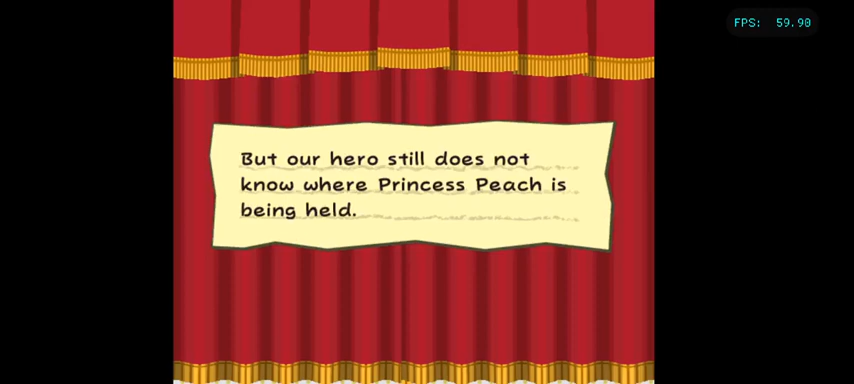 FPS: 59.90
But our hero still does not
know where Princess Peach is
being held.